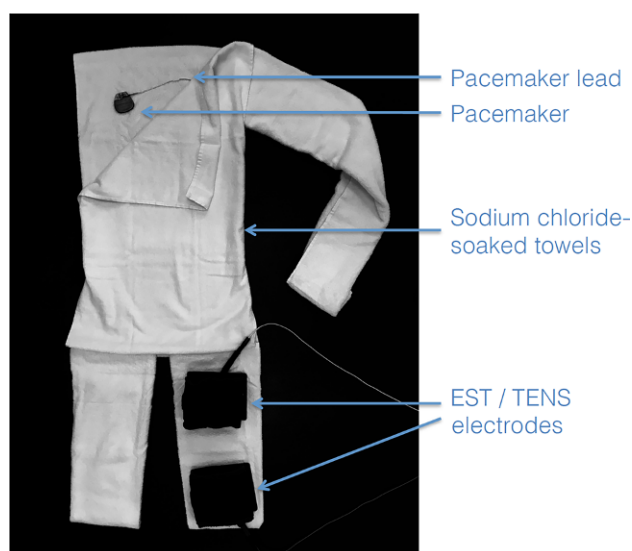 Pacemaker lead
Pacemaker
Sodium chloride-
soaked towels
EST / TENS
electrodes